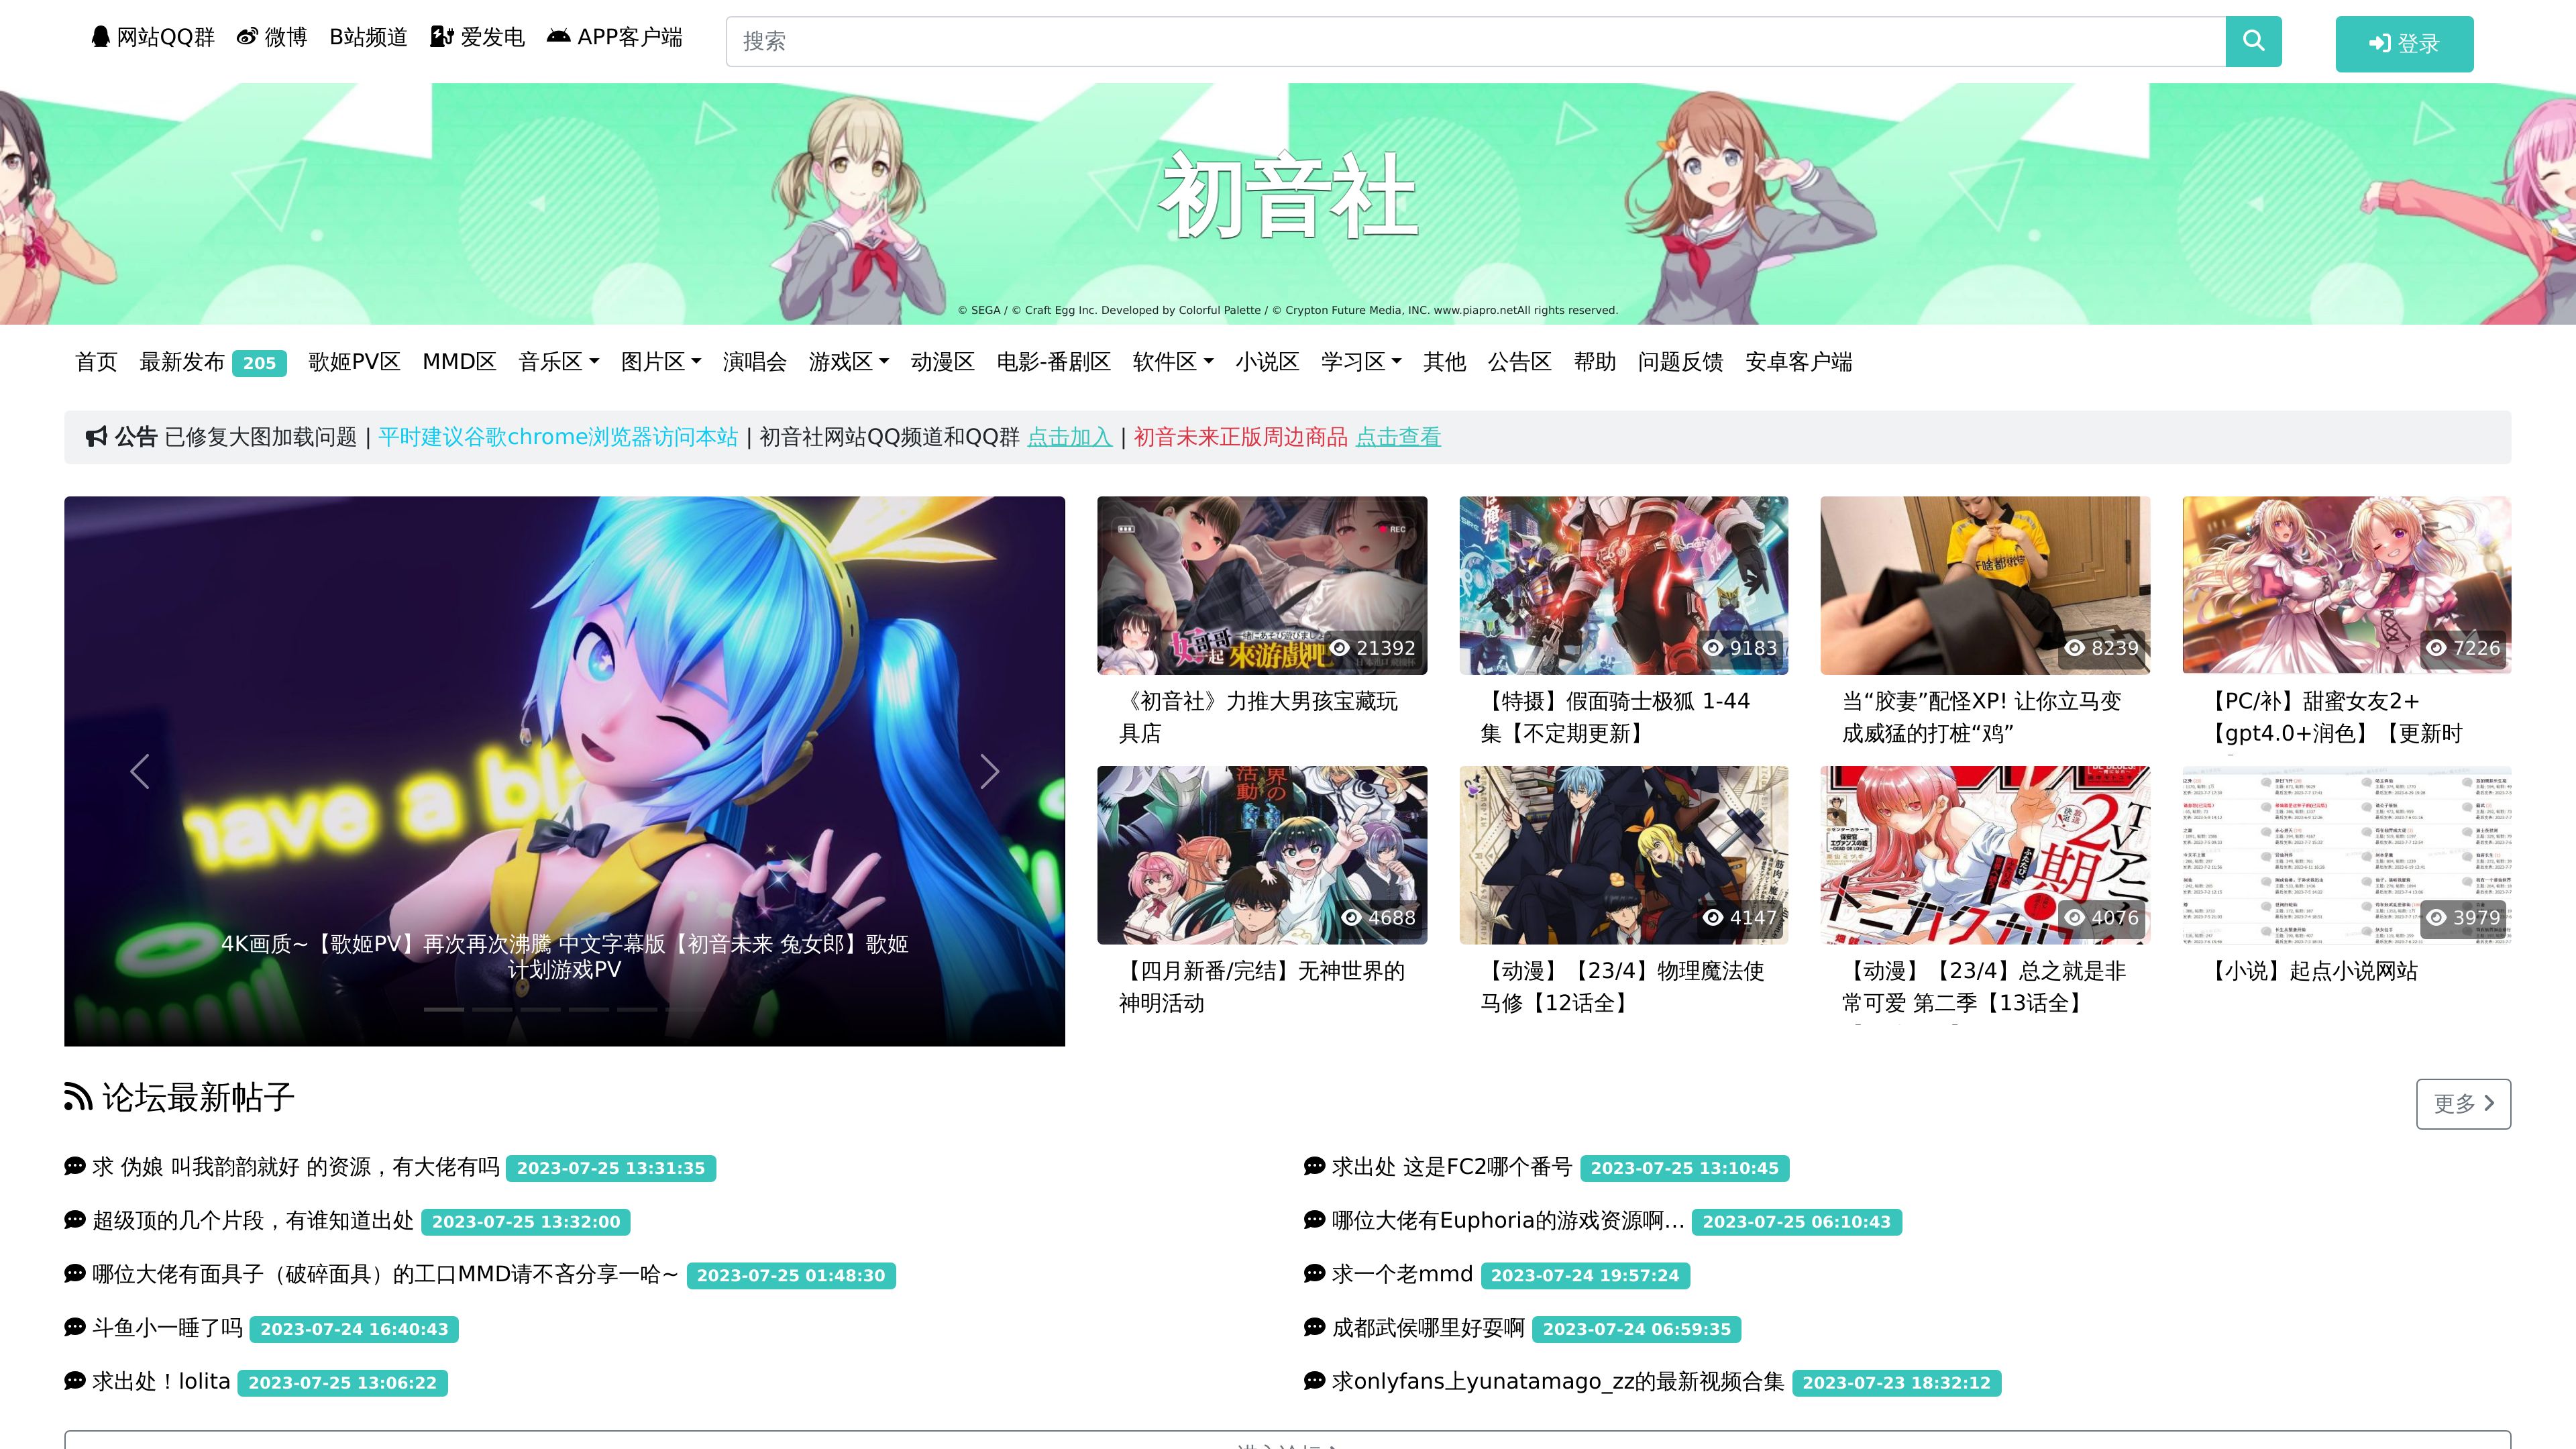 网站QQ群 微博 B站频道 爱发电 APP客户端 搜索 登录
初音社
© SEGA / © Craft Egg Inc. Developed by Colorful Palette / © Crypton Future Media, INC. www.piapro.netAll rights reserved.
首页 最新发布 205 歌姬PV区 MMD区 音乐区 图片区 演唱会 游戏区 动漫区 电影-番剧区 软件区 小说区 学习区 其他 公告区 帮助 问题反馈 安卓客户端
公告 已修复大图加载问题 | 平时建议谷歌chrome浏览器访问本站 | 初音社网站QQ频道和QQ群 点击加入 | 初音未来正版周边商品 点击查看
have a bla
4K画质~【歌姬PV】再次再次沸騰 中文字幕版【初音未来 兔女郎】歌姬
计划游戏PV
REC
來游戲吧
21392
《初音社》力推大男孩宝藏玩
具店
9183
【特摄】假面骑士极狐 1-44
集【不定期更新】
8239
当“胶妻”配怪XP! 让你立马变
成威猛的打桩“鸡”
7226
【PC/补】甜蜜女友2+
【gpt4.0+润色】【更新时
4688
【四月新番/完结】无神世界的
神明活动
4147
【动漫】【23/4】物理魔法使
马修【12话全】
TVアニ
2期
4076
【动漫】【23/4】总之就是非
常可爱 第二季【13话全】
3979
【小说】起点小说网站
论坛最新帖子
更多
求 伪娘 叫我韵韵就好 的资源，有大佬有吗 2023-07-25 13:31:35
求出处 这是FC2哪个番号 2023-07-25 13:10:45
超级顶的几个片段，有谁知道出处 2023-07-25 13:32:00
哪位大佬有Euphoria的游戏资源啊... 2023-07-25 06:10:43
哪位大佬有面具子（破碎面具）的工口MMD请不吝分享一哈~ 2023-07-25 01:48:30
求一个老mmd 2023-07-24 19:57:24
斗鱼小一睡了吗 2023-07-24 16:40:43
成都武侯哪里好耍啊 2023-07-24 06:59:35
求出处！lolita 2023-07-25 13:06:22
求onlyfans上yunatamago_zz的最新视频合集 2023-07-23 18:32:12